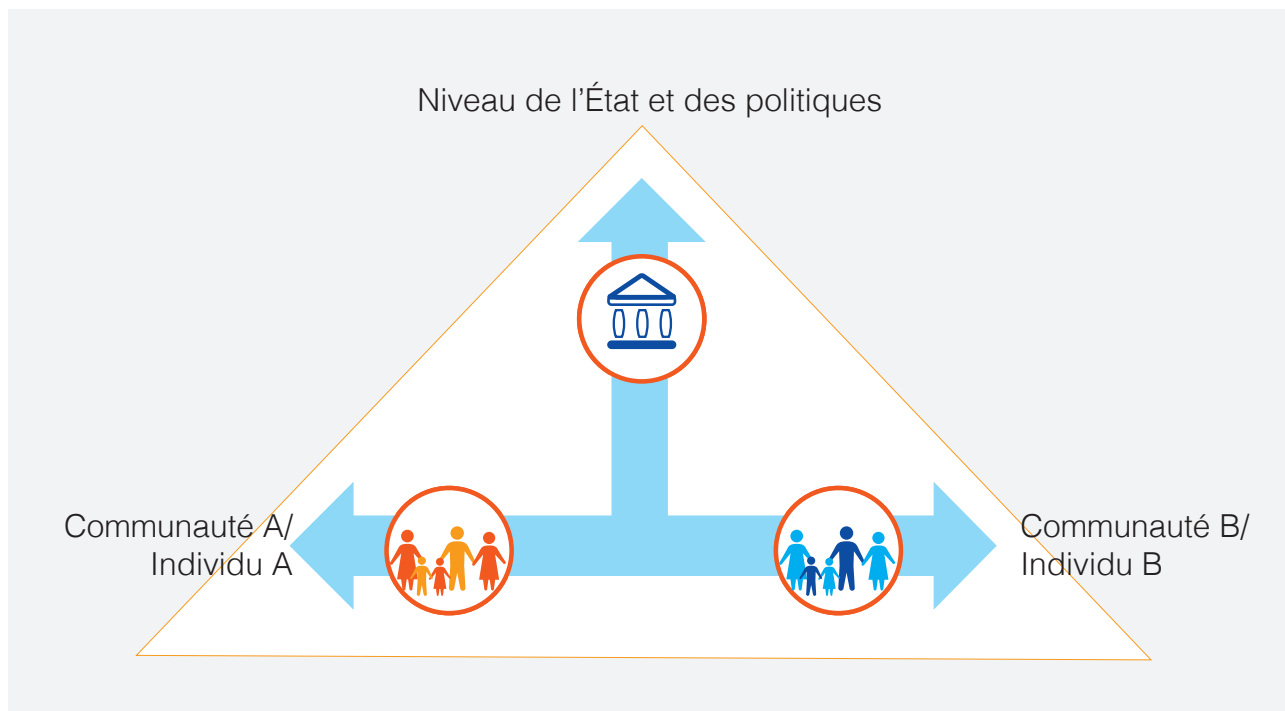 Niveau de l’État et des politiques
Communauté A/
Individu A
Communauté B/
Individu B